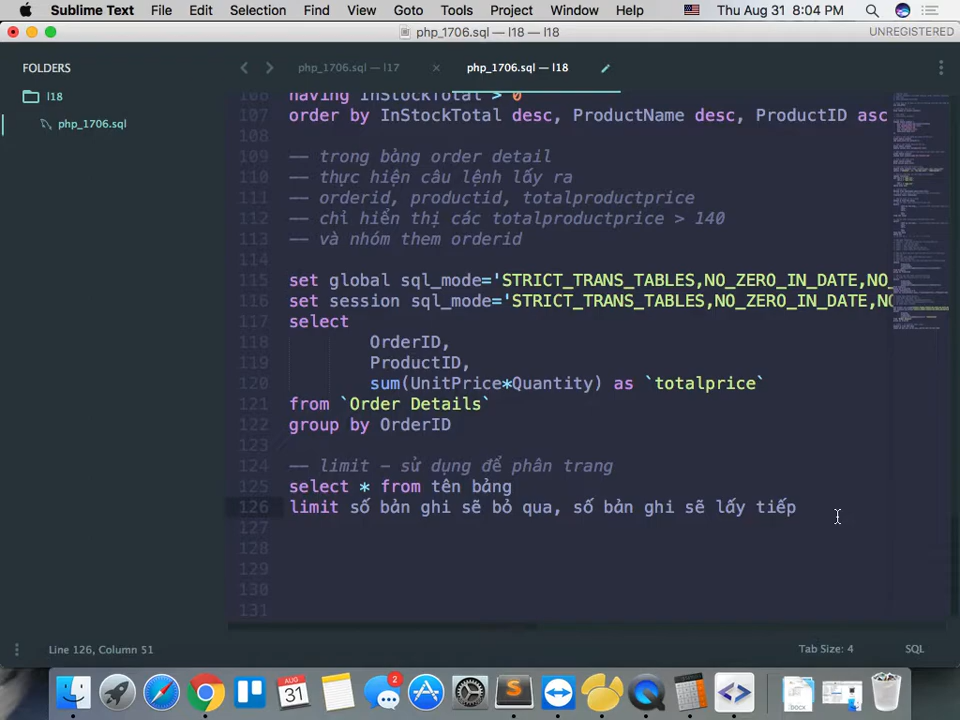 Sublime Text File Edit Selection Find View Goto Tools Project Window Help Thu Aug 31 8:04 PM
php_1706.sql — l18 — l18 UNREGISTERED
FOLDERS
l18
php_1706.sql
php_1706.sql — l17 × php_1706.sql — l18
106 having InStockTotal > 0
107 order by InStockTotal desc, ProductName desc, ProductID asc
108
109 -- trong bảng order detail
110 -- thực hiện câu lệnh lấy ra
111 -- orderid, productid, totalproductprice
112 -- chỉ hiển thị các totalproductprice > 140
113 -- và nhóm them orderid
114
115 set global sql_mode='STRICT_TRANS_TABLES,NO_ZERO_IN_DATE,NO_
116 set session sql_mode='STRICT_TRANS_TABLES,NO_ZERO_IN_DATE,NO
117 select
118 OrderID,
119 ProductID,
120 sum(UnitPrice*Quantity) as `totalprice`
121 from `Order Details`
122 group by OrderID
123
124 -- limit - sử dụng để phân trang
125 select * from tên bảng
126 limit số bản ghi sẽ bỏ qua, số bản ghi sẽ lấy tiếp
127
128
129
130
131
Line 126, Column 51 Tab Size: 4 SQL
AUG
31
2
DOCX